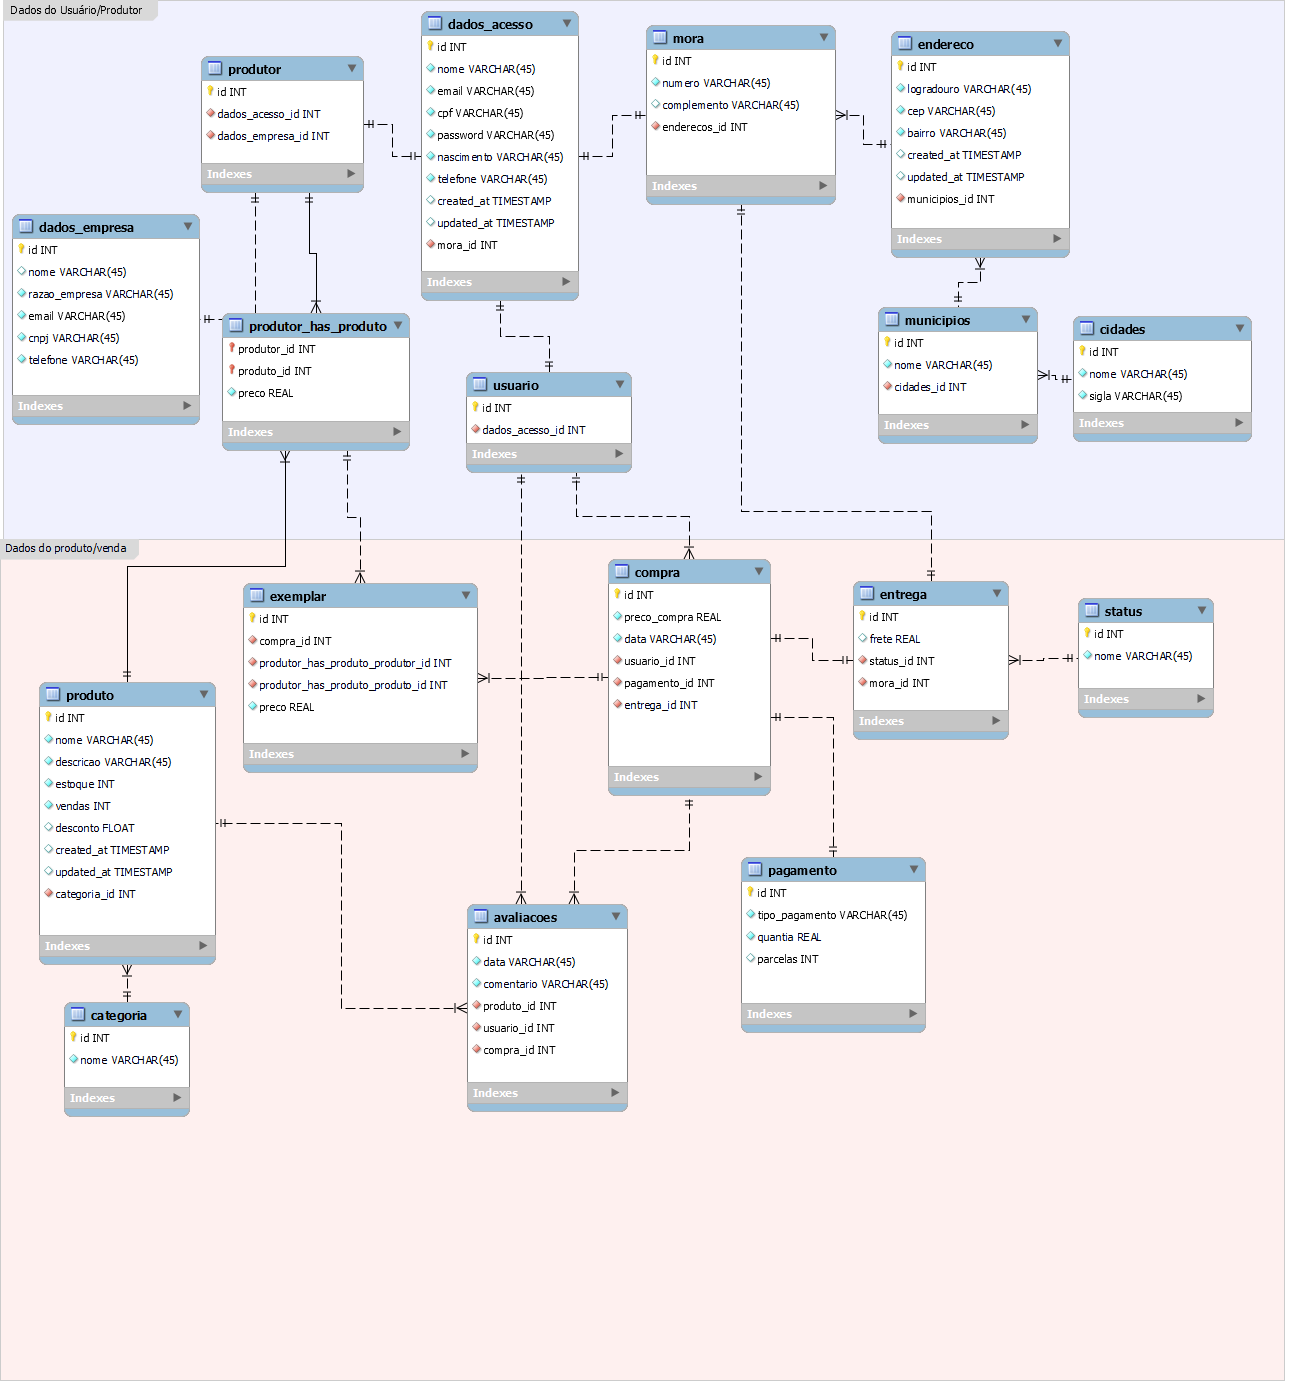 Dados do Usuário/Produtor
produtor
id INT
dados_acesso_id INT
dados_empresa_id INT
Indexes
dados_acesso
id INT
nome VARCHAR(45)
email VARCHAR(45)
cpf VARCHAR(45)
password VARCHAR(45)
nascimento VARCHAR(45)
telefone VARCHAR(45)
created_at TIMESTAMP
updated_at TIMESTAMP
mora_id INT
Indexes
mora
id INT
numero VARCHAR(45)
complemento VARCHAR(45)
enderecos_id INT
Indexes
endereco
id INT
logradouro VARCHAR(45)
cep VARCHAR(45)
bairro VARCHAR(45)
created_at TIMESTAMP
updated_at TIMESTAMP
municipios_id INT
Indexes
dados_empresa
id INT
nome VARCHAR(45)
razao_empresa VARCHAR(45)
email VARCHAR(45)
cnpj VARCHAR(45)
telefone VARCHAR(45)
Indexes
produtor_has_produto
produtor_id INT
produto_id INT
preco REAL
Indexes
usuario
id INT
dados_acesso_id INT
Indexes
municipios
id INT
nome VARCHAR(45)
cidades_id INT
Indexes
cidades
id INT
nome VARCHAR(45)
sigla VARCHAR(45)
Indexes
Dados do produto/venda
exemplar
id INT
compra_id INT
produtor_has_produto_produtor_id INT
produtor_has_produto_produto_id INT
preco REAL
Indexes
compra
id INT
preco_compra REAL
data VARCHAR(45)
usuario_id INT
pagamento_id INT
entrega_id INT
Indexes
entrega
id INT
frete REAL
status_id INT
mora_id INT
Indexes
status
id INT
nome VARCHAR(45)
Indexes
produto
id INT
nome VARCHAR(45)
descricao VARCHAR(45)
estoque INT
vendas INT
desconto FLOAT
created_at TIMESTAMP
updated_at TIMESTAMP
categoria_id INT
Indexes
avaliacoes
id INT
data VARCHAR(45)
comentario VARCHAR(45)
produto_id INT
usuario_id INT
compra_id INT
Indexes
pagamento
id INT
tipo_pagamento VARCHAR(45)
quantia REAL
parcelas INT
Indexes
categoria
id INT
nome VARCHAR(45)
Indexes